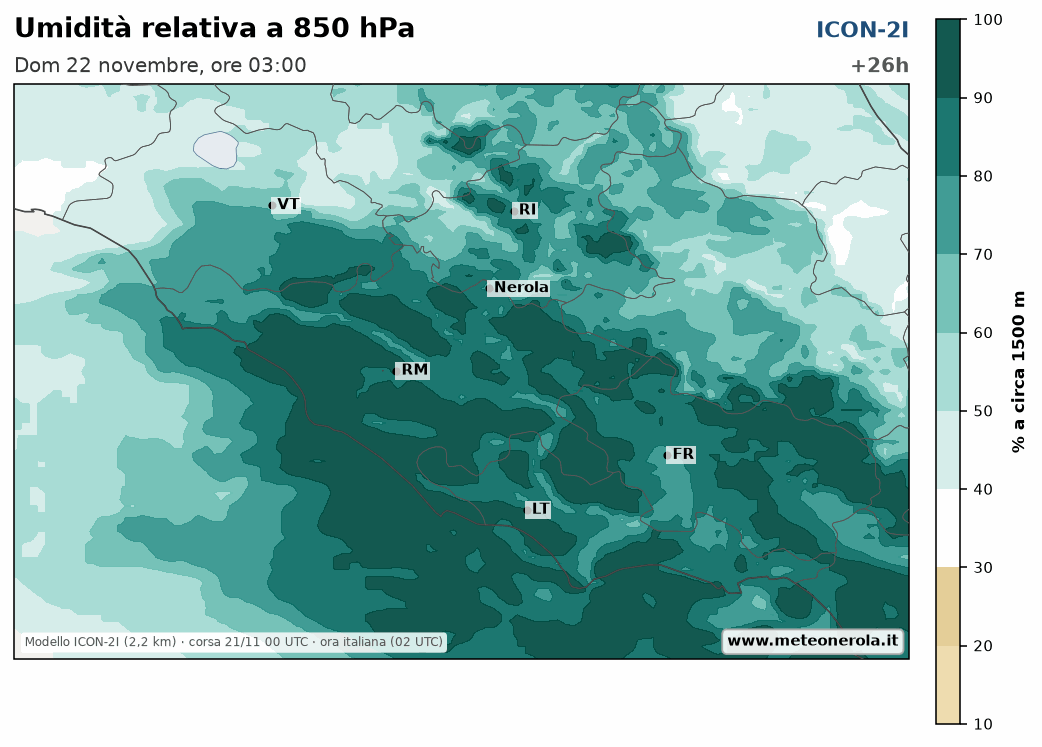 Umidità relativa a 850 hPa
ICON-2I
Dom 22 novembre, ore 03:00
+26h
100
90
80
70
60
50
40
30
20
10
% a circa 1500 m
VT
RI
Nerola
RM
FR
LT
Modello ICON-2I (2,2 km) · corsa 21/11 00 UTC · ora italiana (02 UTC)
www.meteonerola.it